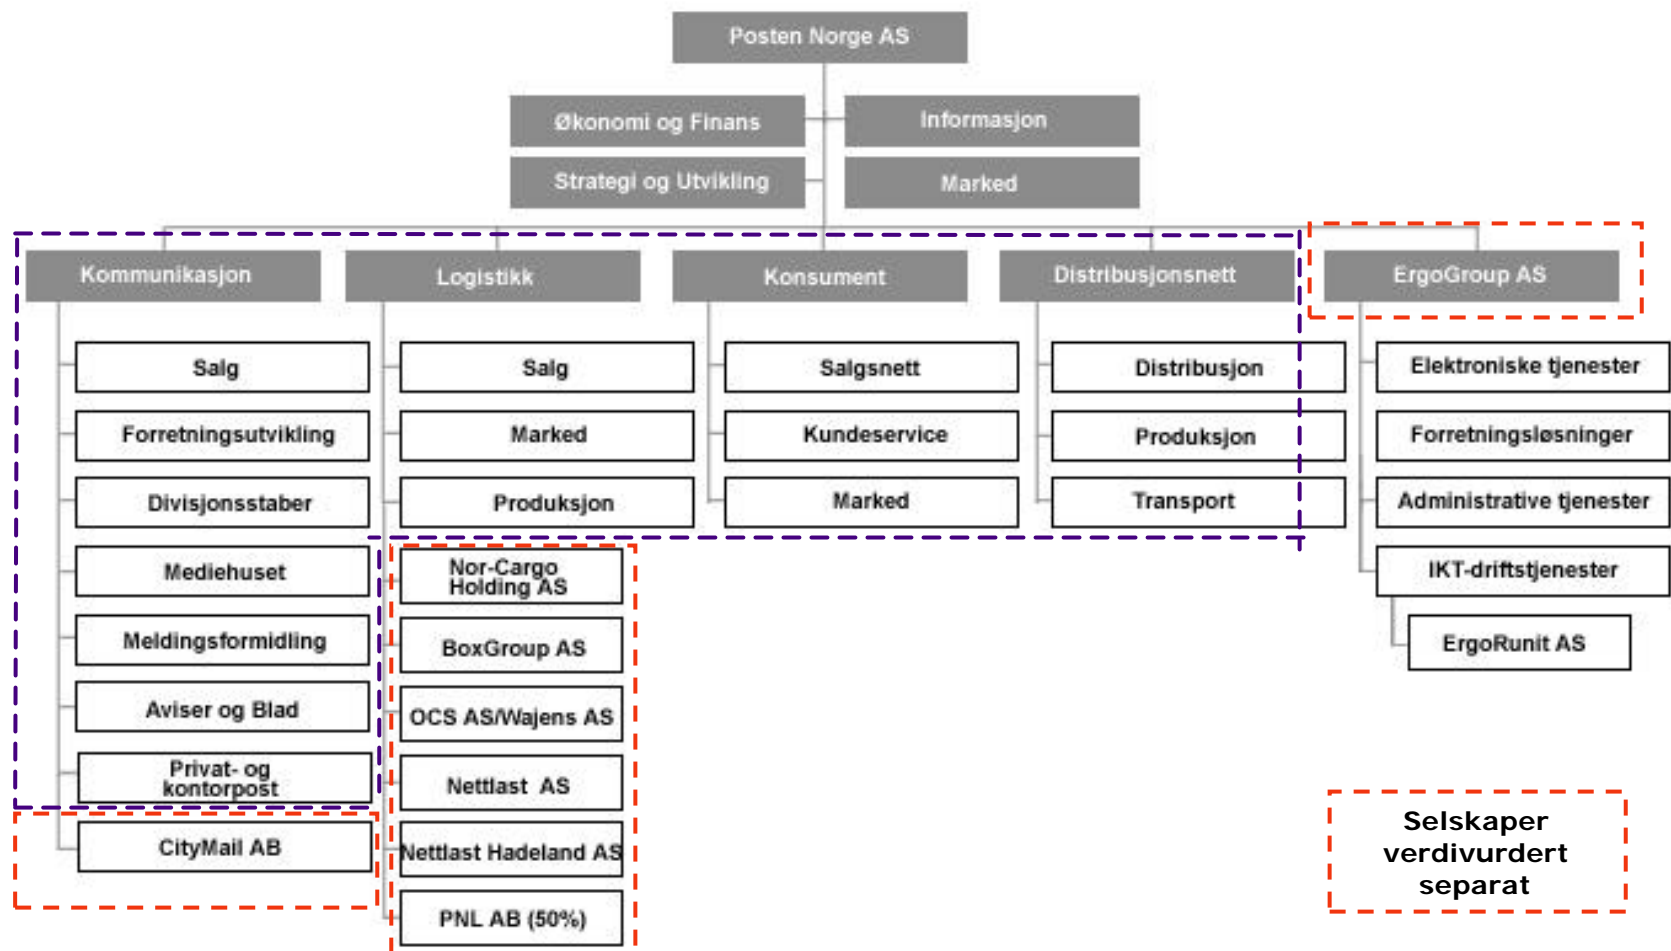 Posten Norge AS
Økonomi og Finans
Informasjon
Strategi og Utvikling
Marked
Kommunikasjon
Logistikk
Konsument
Distribusjonsnett
ErgoGroup AS
Salg
Forretningsutvikling
Divisjonsstaber
Mediehuset
Meldingsformidling
Aviser og Blad
Privat- og
kontorpost
CityMail AB
Salg
Marked
Produksjon
Nor-Cargo
Holding AS
BoxGroup AS
OCS AS/Wajens AS
Nettlast AS
Nettlast Hadeland AS
PNL AB (50%)
Salgsnett
Kundeservice
Marked
Distribusjon
Produksjon
Transport
Elektroniske tjenester
Forretningsløsninger
Administrative tjenester
IKT-driftstjenester
ErgoRunit AS
Selskaper
verdivurdert
separat